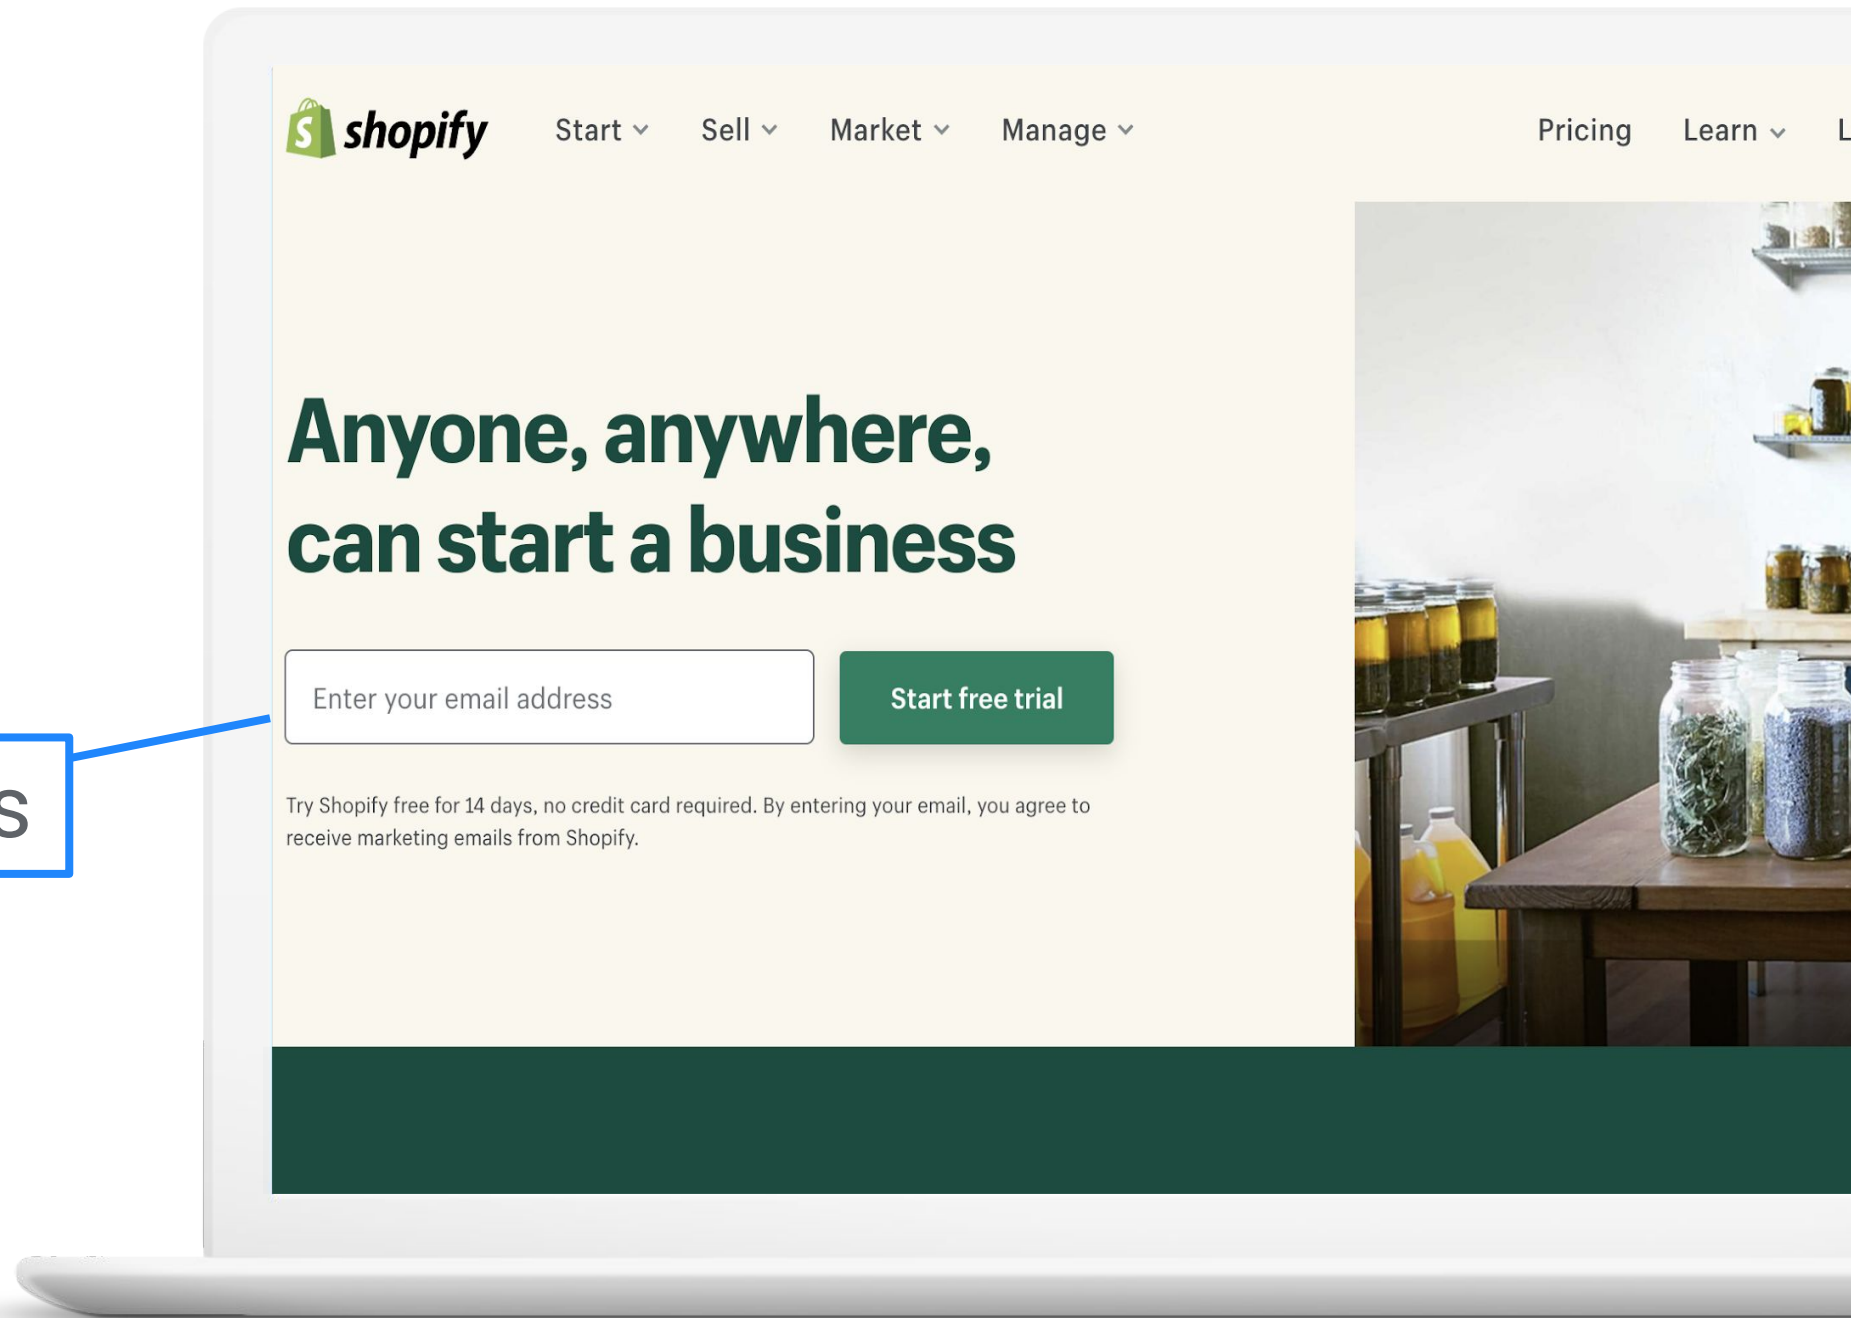 shopify Start Sell Market Manage Pricing Learn
Anyone, anywhere,
can start a business
Enter your email address Start free trial
Try Shopify free for 14 days, no credit card required. By entering your email, you agree to
receive marketing emails from Shopify.